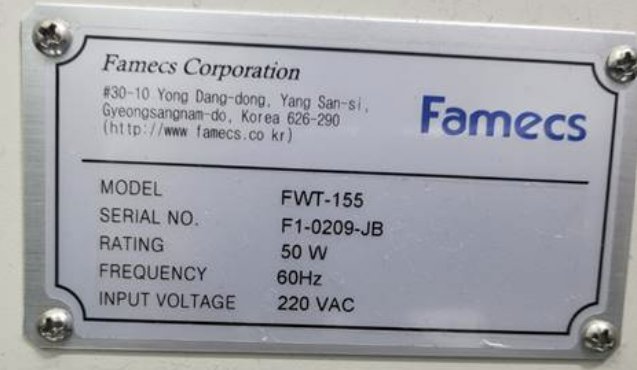 Famecs Corporation
#30-10 Yong Dang-dong, Yang San-si,
Gyeongsangnam-do, Korea 626-290
(http://www famecs.co kr)
Famecs
MODEL FWT-155
SERIAL NO. F1-0209-JB
RATING 50 W
FREQUENCY 60Hz
INPUT VOLTAGE 220 VAC